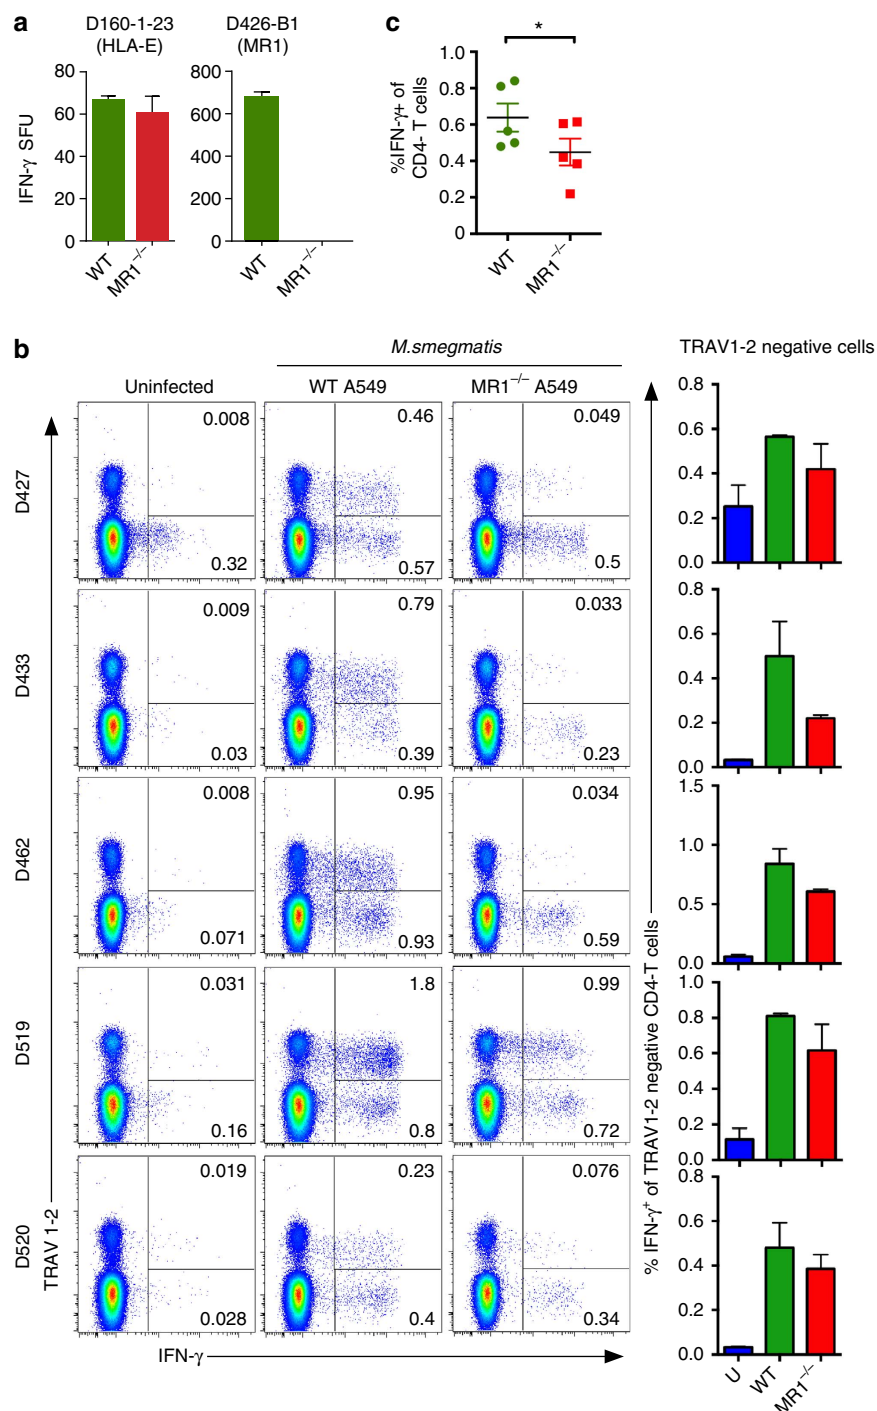 a
D160-1-23
(HLA-E)
D426-B1
(MR1)
IFN-γ SFU
80
60
40
20
0
WT
MR1⁻/⁻
800
600
400
200
0
WT
MR1⁻/⁻
c
*
%IFN-γ+ of
CD4- T cells
1.0
0.8
0.6
0.4
0.2
0
WT
MR1⁻/⁻
b
M.smegmatis
TRAV1-2 negative cells
Uninfected
WT A549
MR1⁻/⁻ A549
D427
0.008
0.46
0.049
0.32
0.57
0.5
0.8
0.6
0.4
0.2
0.0
D433
0.009
0.79
0.033
0.03
0.39
0.23
0.8
0.6
0.4
0.2
0.0
D462
0.008
0.95
0.034
0.071
0.93
0.59
1.5
1.0
0.5
0.0
D519
0.031
1.8
0.99
0.16
0.8
0.72
1.0
0.8
0.6
0.4
0.2
0.0
D520
0.019
0.23
0.076
0.028
0.4
0.34
0.8
0.6
0.4
0.2
0.0
TRAV 1-2
IFN-γ
% IFN-γ⁺ of TRAV1-2 negative CD4-T cells
U
WT
MR1⁻/⁻